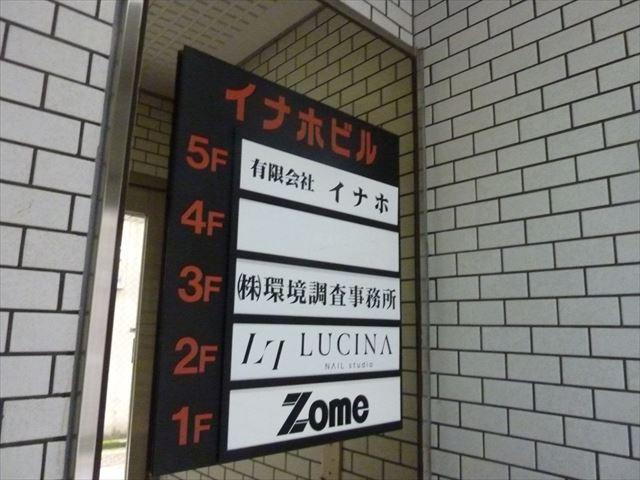 イナホビル
5F 有限会社 イナホ
4F
3F ㈱環境調査事務所
2F LI LUCINA
NAIL studio
1F Zome